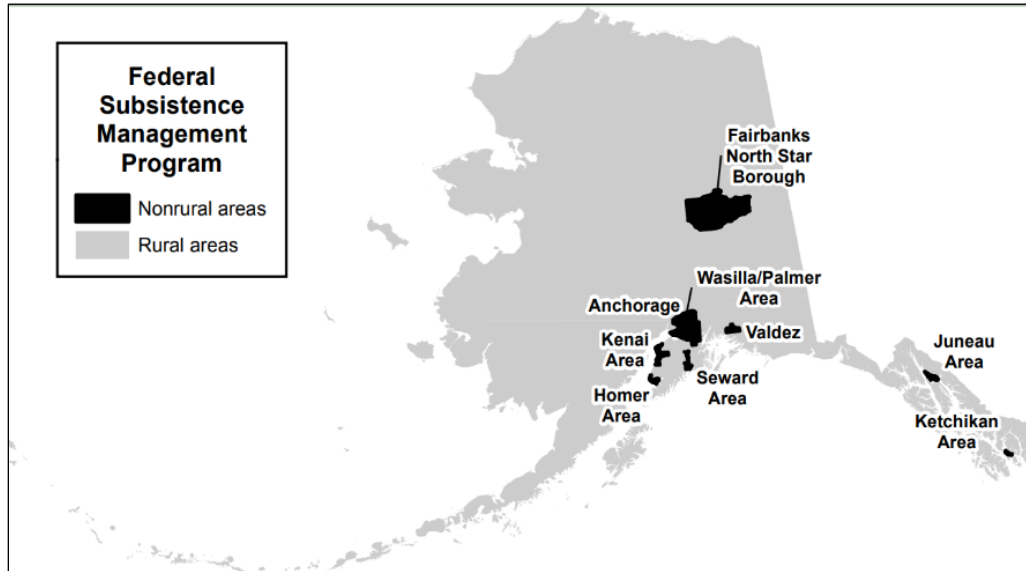 Federal
Subsistence
Management
Program
Nonrural areas
Rural areas
Fairbanks
North Star
Borough
Wasilla/Palmer
Area
Anchorage
Valdez
Kenai
Area
Seward
Area
Homer
Area
Juneau
Area
Ketchikan
Area